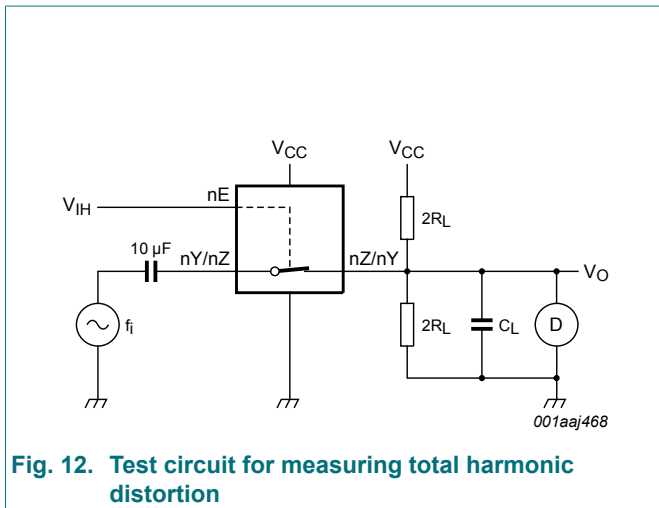 VCC
VCC
nE
VIH
2RL
10 µF
nY/nZ
nZ/nY
VO
fi
2RL
CL
D
001aaj468
Fig. 12. Test circuit for measuring total harmonic
distortion